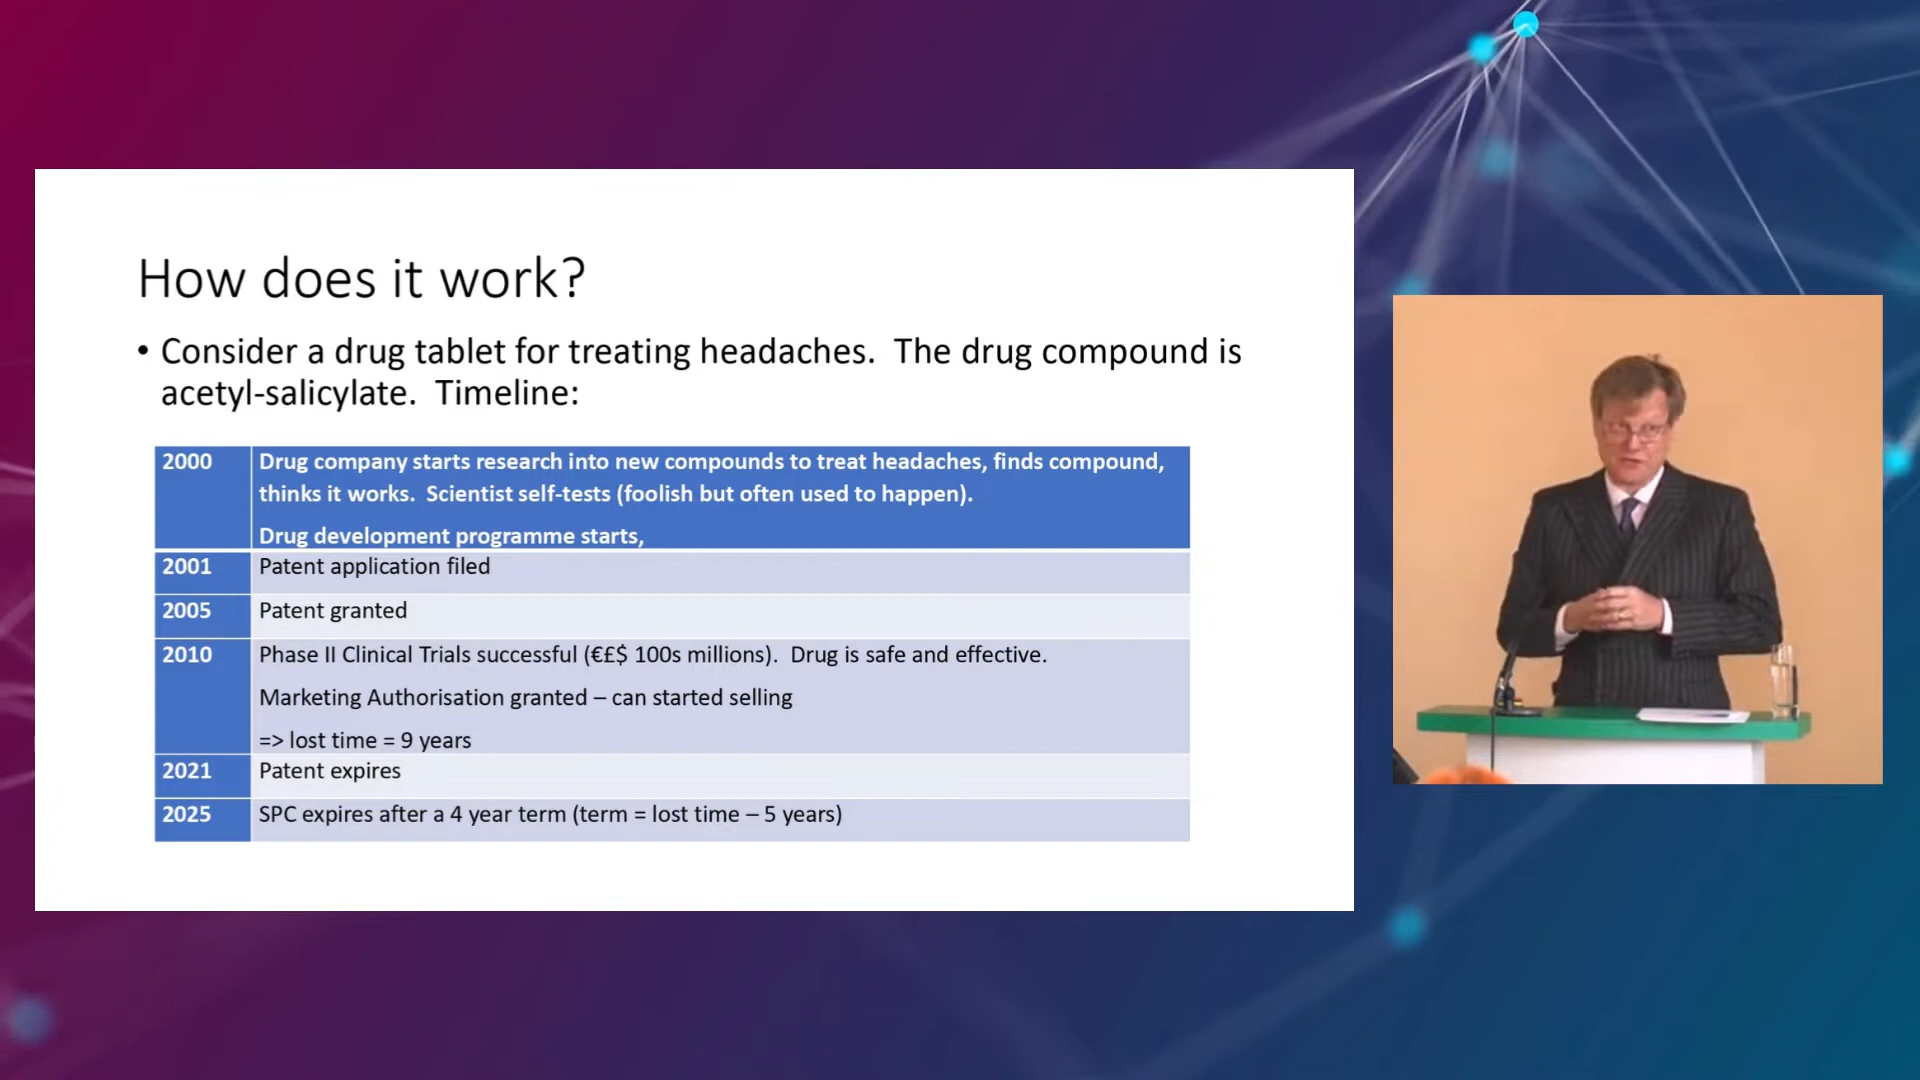 How does it work?
• Consider a drug tablet for treating headaches. The drug compound is
acetyl-salicylate. Timeline:
2000 Drug company starts research into new compounds to treat headaches, finds compound,
thinks it works. Scientist self-tests (foolish but often used to happen).
Drug development programme starts,
2001 Patent application filed
2005 Patent granted
2010 Phase II Clinical Trials successful (€£$ 100s millions). Drug is safe and effective.
Marketing Authorisation granted – can started selling
=> lost time = 9 years
2021 Patent expires
2025 SPC expires after a 4 year term (term = lost time – 5 years)